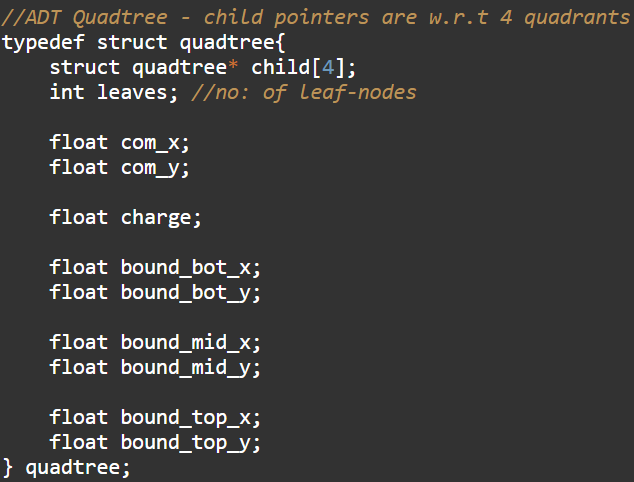 //ADT Quadtree - child pointers are w.r.t 4 quadrants
typedef struct quadtree{
    struct quadtree* child[4];
    int leaves; //no: of leaf-nodes

    float com_x;
    float com_y;

    float charge;

    float bound_bot_x;
    float bound_bot_y;

    float bound_mid_x;
    float bound_mid_y;

    float bound_top_x;
    float bound_top_y;
} quadtree;